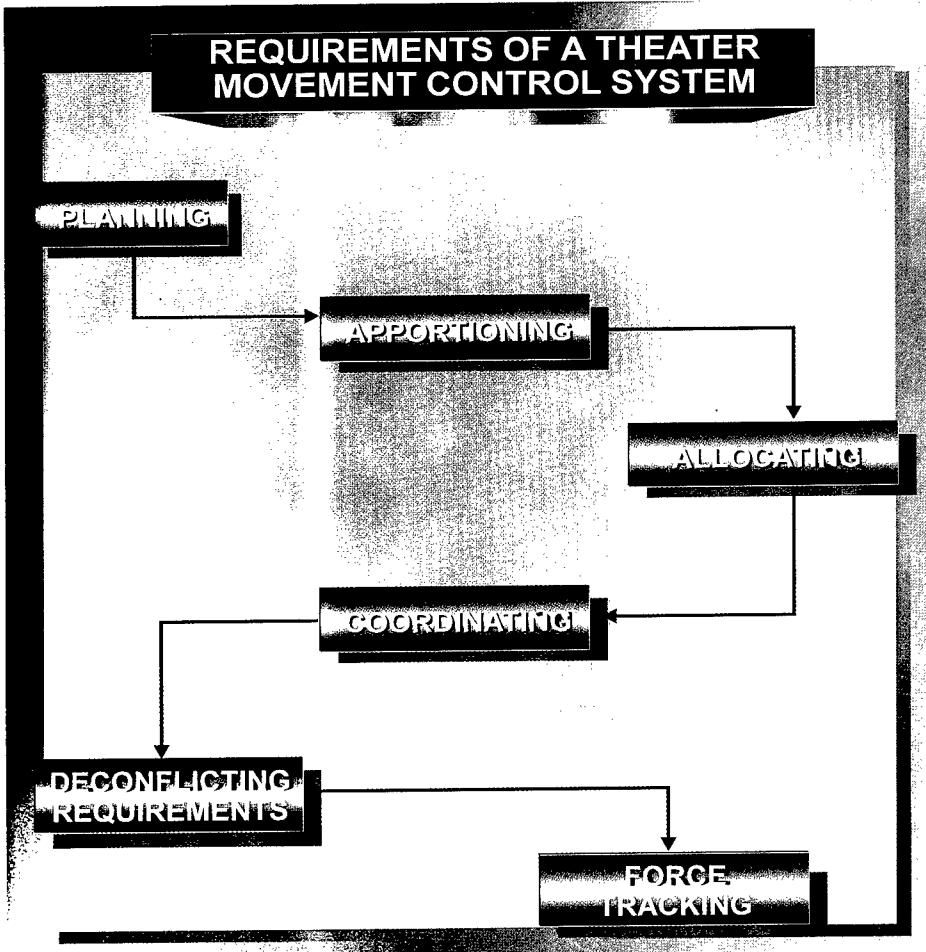 REQUIREMENTS OF A THEATER
MOVEMENT CONTROL SYSTEM
PLANNING
APPORTIONING
ALLOCATING
COORDINATING
DECONFLICTING
REQUIREMENTS
FORCE
TRACKING